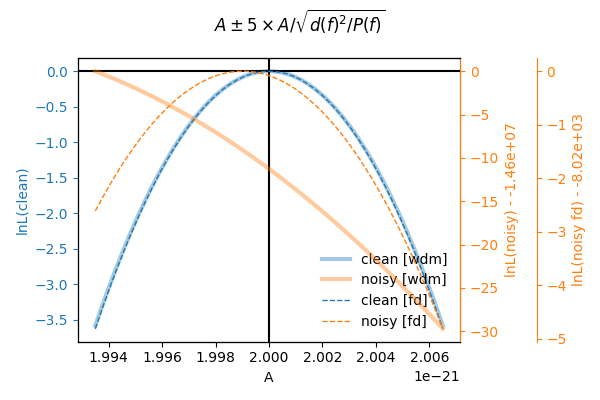 A ± 5 × A/√d(f)²/P(f)
0.0
−0.5
−1.0
−1.5
−2.0
−2.5
−3.0
−3.5
lnL(clean)
1.994 1.996 1.998 2.000 2.002 2.004 2.006
1e−21
A
clean [wdm]
noisy [wdm]
clean [fd]
noisy [fd]
0
−5
−10
−15
−20
−25
−30
lnL(noisy) - -1.46e+07
0
−1
−2
−3
−4
−5
lnL(noisy fd) - -8.02e+03